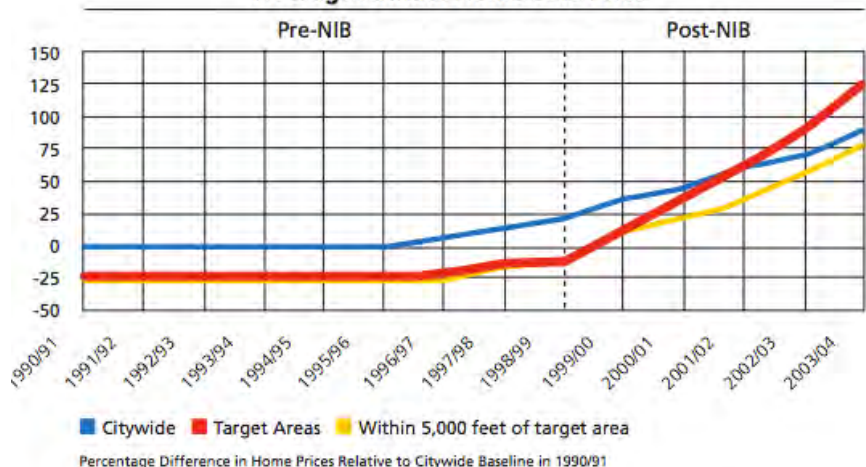 Pre-NIB Post-NIB
150
125
100
75
50
25
0
-25
-50
1990/91 1991/92 1992/93 1993/94 1994/95 1995/96 1996/97 1997/98 1998/99 1999/00 2000/01 2001/02 2002/03 2003/04
Citywide Target Areas Within 5,000 feet of target area
Percentage Difference in Home Prices Relative to Citywide Baseline in 1990/91